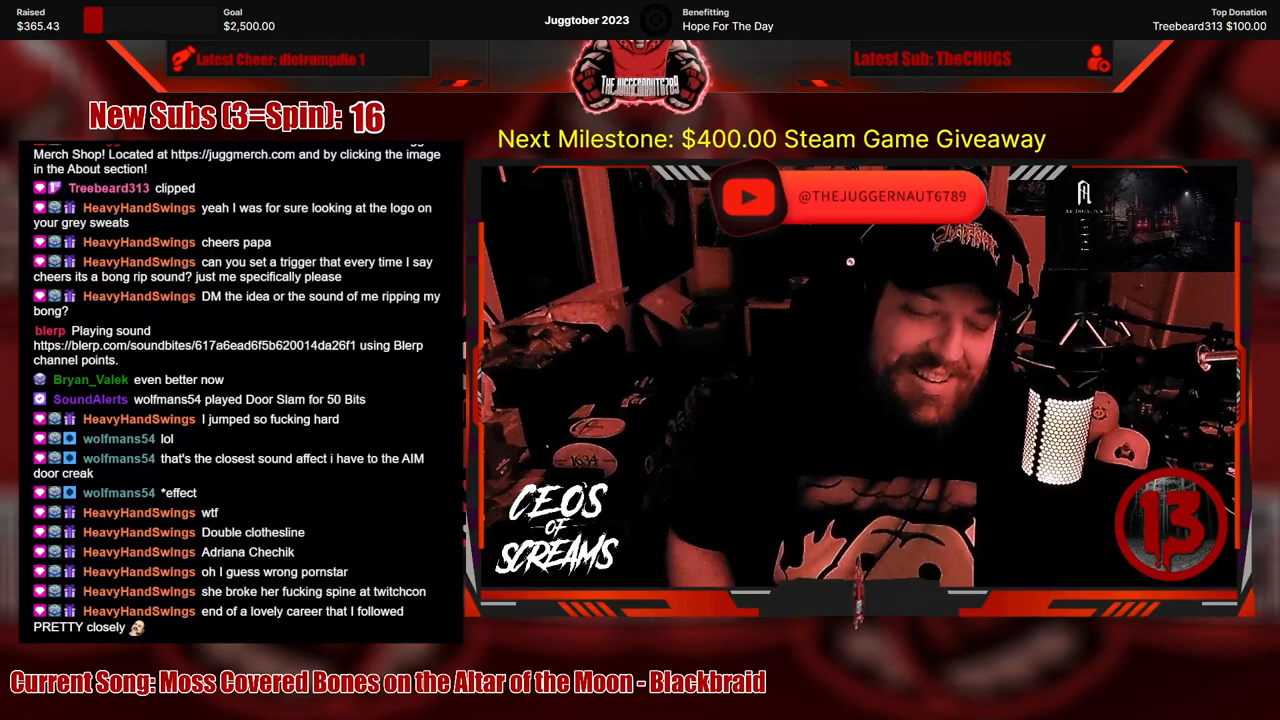 Raised
$365.43
Goal
$2,500.00
Juggtober 2023
Benefitting
Hope For The Day
Top Donation
Treebeard313 $100.00
Latest Cheer: dietrumpdie 1
THEJUGGERNAUT6789
Latest Sub: TheCHUGS
New Subs (3=Spin): 16
Next Milestone: $400.00 Steam Game Giveaway
Merch Shop! Located at https://juggmerch.com and by clicking the image
in the About section!
Treebeard313 clipped
HeavyHandSwings yeah I was for sure looking at the logo on
your grey sweats
HeavyHandSwings cheers papa
HeavyHandSwings can you set a trigger that every time I say
cheers its a bong rip sound? just me specifically please
HeavyHandSwings DM the idea or the sound of me ripping my
bong?
blerp Playing sound
https://blerp.com/soundbites/617a6ead6f5b620014da26f1 using Blerp
channel points.
Bryan_Valek even better now
SoundAlerts wolfmans54 played Door Slam for 50 Bits
HeavyHandSwings I jumped so fucking hard
wolfmans54 lol
wolfmans54 that's the closest sound affect i have to the AIM
door creak
wolfmans54 *effect
HeavyHandSwings wtf
HeavyHandSwings Double clothesline
HeavyHandSwings Adriana Chechik
HeavyHandSwings oh I guess wrong pornstar
HeavyHandSwings she broke her fucking spine at twitchcon
HeavyHandSwings end of a lovely career that I followed
PRETTY closely
@THEJUGGERNAUT6789
1634
CEO'S
OF
SCREAMS
13
Current Song: Moss Covered Bones on the Altar of the Moon - Blackbraid